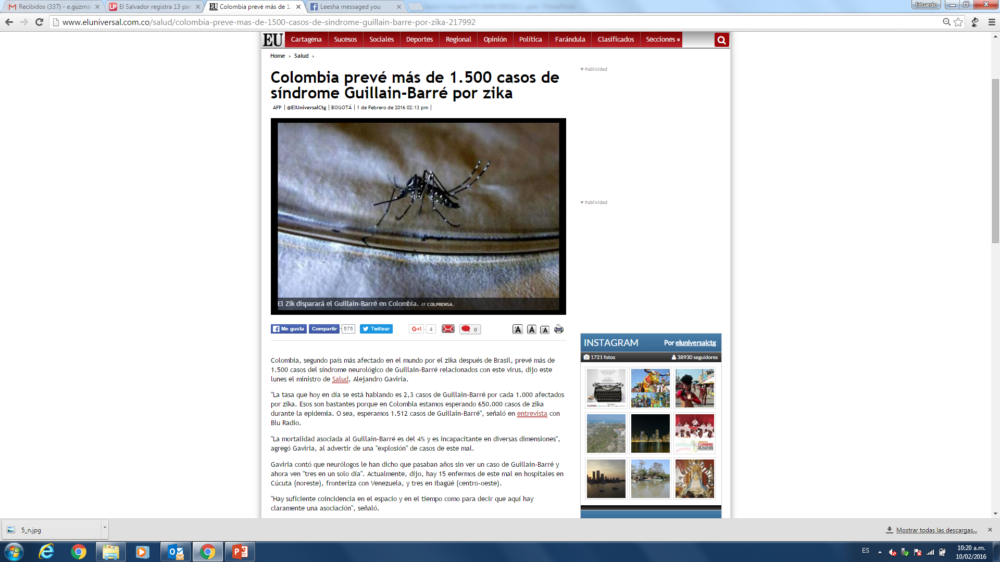 Eduardo
Recibidos (337) - e.guzma
El Salvador registra 13 par
Colombia prevé más de 1.
Leesha messaged you
www.eluniversal.com.co/salud/colombia-preve-mas-de-1500-casos-de-sindrome-guillain-barre-por-zika-217992
EU Cartagena Sucesos Sociales Deportes Regional Opinión Política Farándula Clasificados Secciones
Home › Salud ›
Colombia prevé más de 1.500 casos de
síndrome Guillain-Barré por zika
AFP | @ElUniversalCtg | BOGOTÁ | 1 de Febrero de 2016 02:13 pm |
El Zik disparará el Guillain-Barré en Colombia. // COLPRENSA.
Me gusta Compartir 575 Twittear G+1 4 0 A A A
Colombia, segundo país más afectado en el mundo por el zika después de Brasil, prevé más de
1.500 casos del síndrome neurológico de Guillain-Barré relacionados con este virus, dijo este
lunes el ministro de Salud, Alejandro Gaviria.
"La tasa que hoy en día se está hablando es 2,3 casos de Guillain-Barré por cada 1.000 afectados
por zika. Esos son bastantes porque en Colombia estamos esperando 650.000 casos de zika
durante la epidemia. O sea, esperamos 1.512 casos de Guillain-Barré", señaló en entrevista con
Blu Radio.
"La mortalidad asociada al Guillain-Barré es del 4% y es incapacitante en diversas dimensiones",
agregó Gaviria, al advertir de una "explosión" de casos de este mal.
Gaviria contó que neurólogos le han dicho que pasaban años sin ver un caso de Guillain-Barré y
ahora ven "tres en un solo día". Actualmente, dijo, hay 15 enfermos de este mal en hospitales en
Cúcuta (noreste), fronteriza con Venezuela, y tres en Ibagüé (centro-oeste).
"Hay suficiente coincidencia en el espacio y en el tiempo como para decir que aquí hay
claramente una asociación", señaló.
Publicidad
Publicidad
INSTAGRAM Por eluniversalctg
1721 fotos 38930 seguidores
CUMBRE
5_n.jpg
Mostrar todas las descargas...
ES
10:20 a.m.
10/02/2016